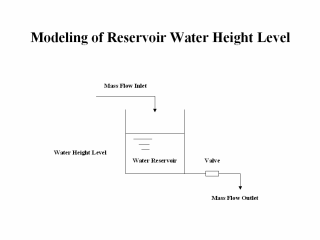 Modeling of Reservoir Water Height Level
Mass Flow Inlet
Water Height Level
Water Reservoir
Valve
Mass Flow Outlet